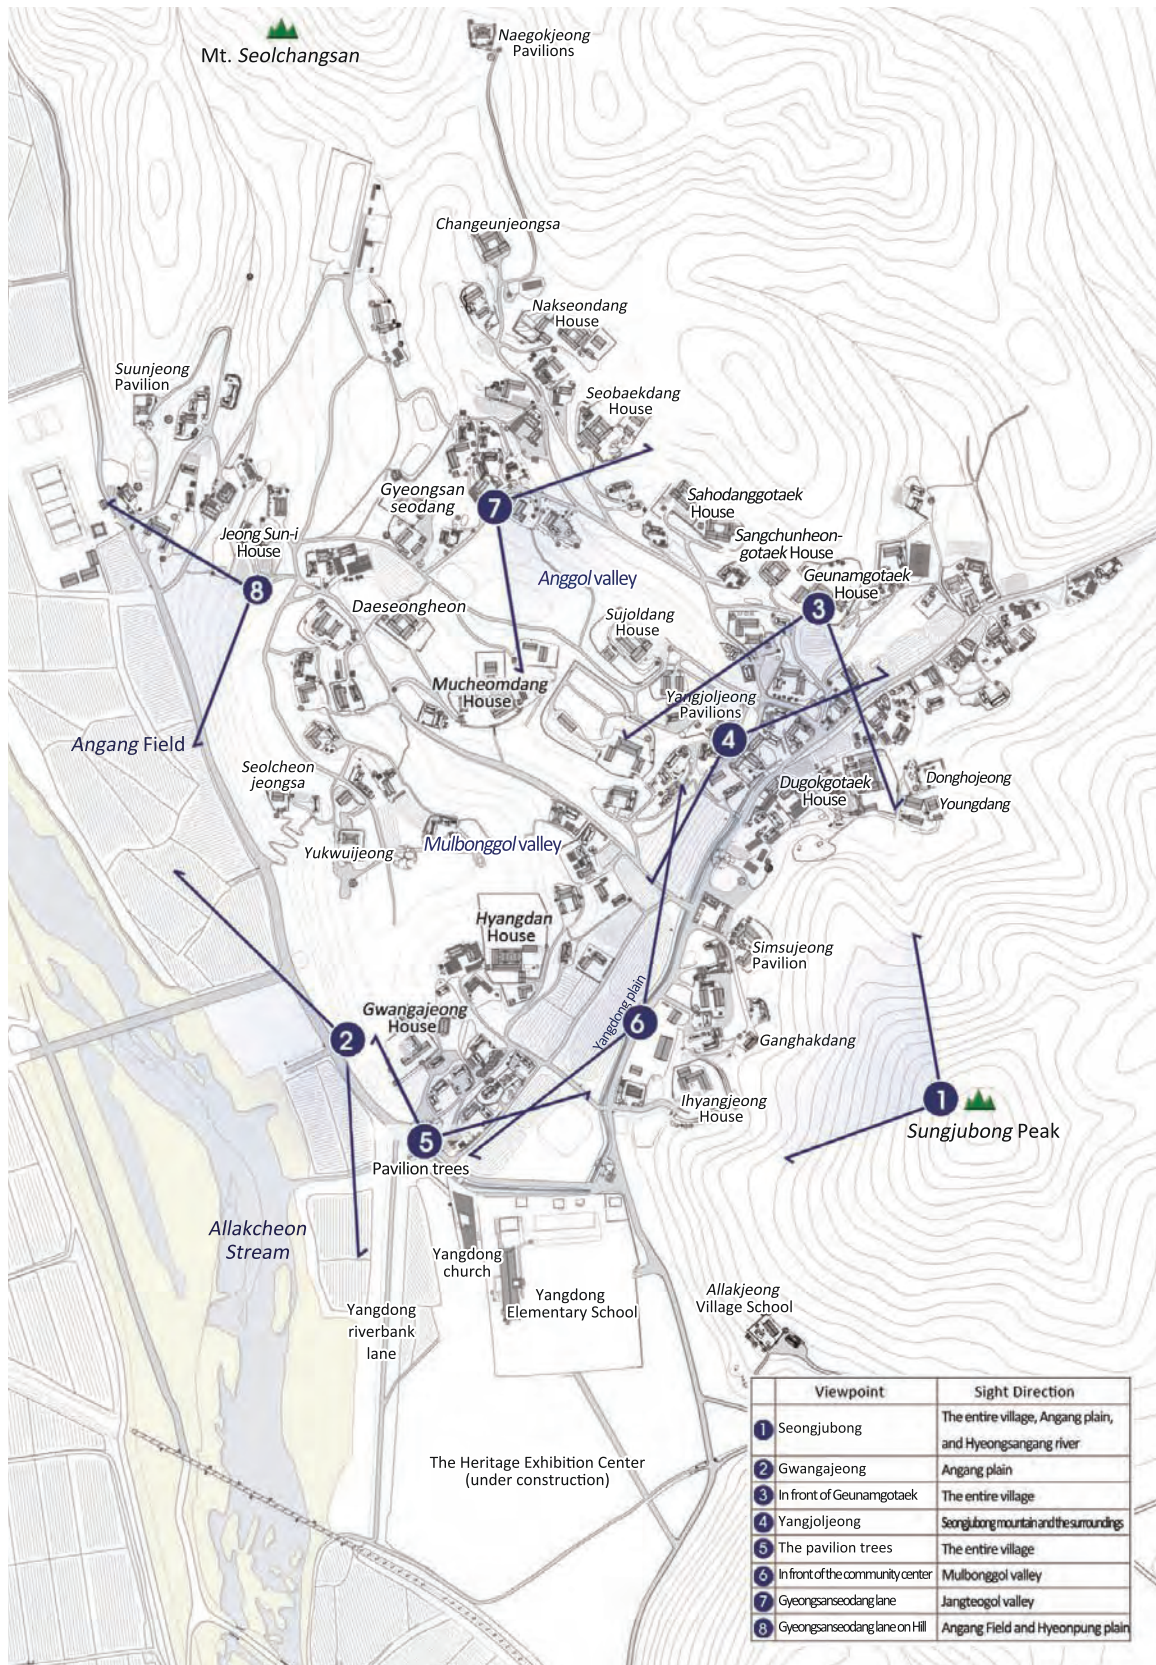 Mt. Seolchangsan
Naegokjeong
Pavilions
Changeunjeongsa
Nakseondang
House
Suunjeong
Pavilion
Seobaekdang
House
Gyeongsan
seodang
7
Sahodanggotaek
House
Jeong Sun-i
House
Sangchunheon-
gotaek House
Anggol valley
Geunamgotaek
House
8
3
Daeseongheon
Sujoldang
House
Mucheomdang
House
Yangjoljeong
Pavilions
4
Angang Field
Seolcheon
jeongsa
Dugokgotaek
House
Donghojeong
Youngdang
Yukwuijeong
Mulbonggol valley
Hyangdan
House
Simsujeong
Pavilion
Yangdong plain
Gwangajeong
House
6
2
Ganghakdang
Ihyangjeong
House
1
Sungjubong Peak
5
Pavilion trees
Allakcheon
Stream
Yangdong
church
Yangdong
Elementary School
Allakjeong
Village School
Yangdong
riverbank
lane
The Heritage Exhibition Center
(under construction)
Viewpoint Sight Direction
1 Seongjubong The entire village, Angang plain,
and Hyeongsangang river
2 Gwangajeong Angang plain
3 In front of Geunamgotaek The entire village
4 Yangjoljeong Seongjubong mountain and the surroundings
5 The pavilion trees The entire village
6 In front of the community center Mulbonggol valley
7 Gyeongsanseodang lane Jangteogol valley
8 Gyeongsanseodang lane on Hill Angang Field and Hyeonpung plain